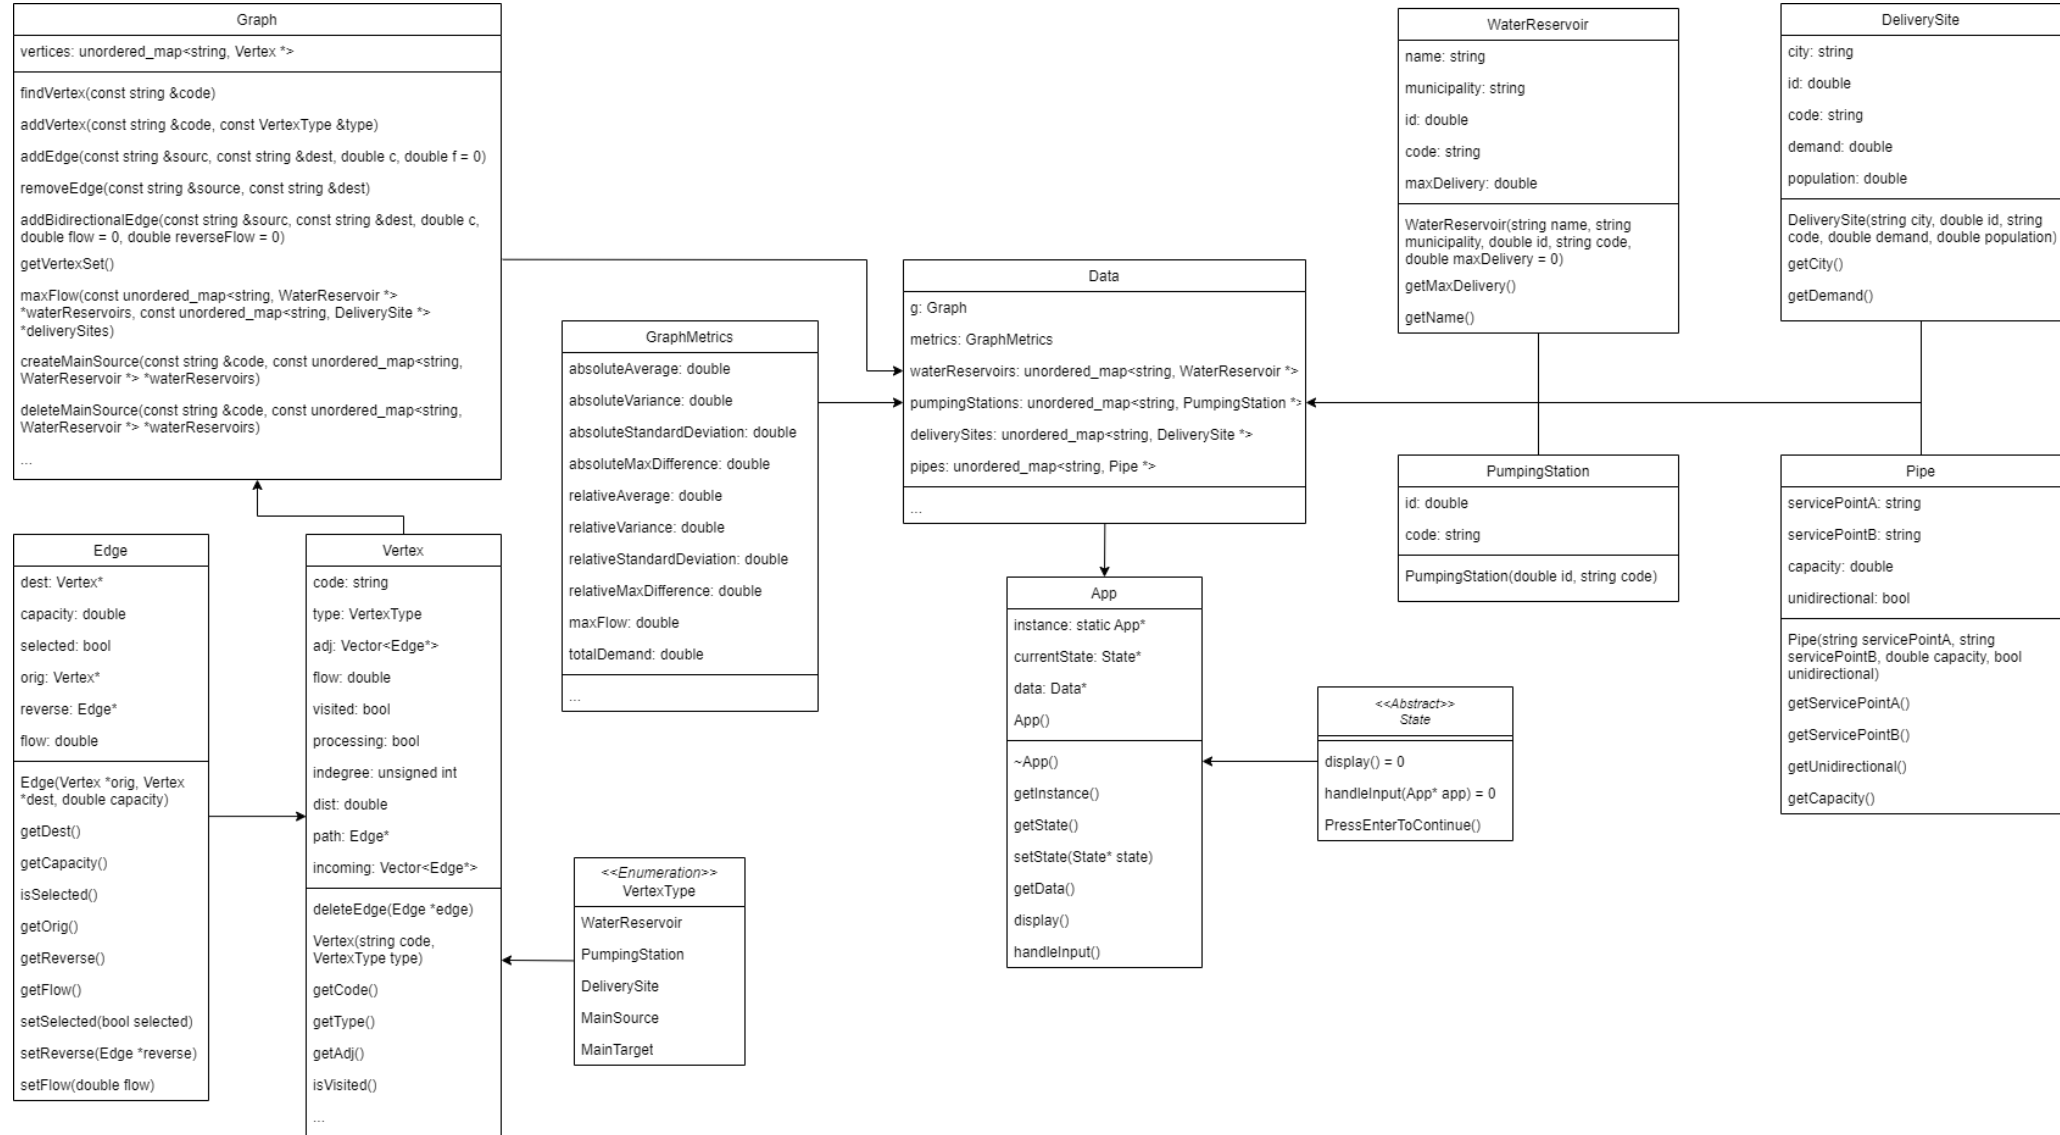 Graph
vertices: unordered_map<string, Vertex *>
findVertex(const string &code)
addVertex(const string &code, const VertexType &type)
addEdge(const string &sourc, const string &dest, double c, double f = 0)
removeEdge(const string &source, const string &dest)
addBidirectionalEdge(const string &sourc, const string &dest, double c,
double flow = 0, double reverseFlow = 0)
getVertexSet()
maxFlow(const unordered_map<string, WaterReservoir *>
*waterReservoirs, const unordered_map<string, DeliverySite *>
*deliverySites)
createMainSource(const string &code, const unordered_map<string,
WaterReservoir *> *waterReservoirs)
deleteMainSource(const string &code, const unordered_map<string,
WaterReservoir *> *waterReservoirs)
...
Edge
dest: Vertex*
capacity: double
selected: bool
orig: Vertex*
reverse: Edge*
flow: double
Edge(Vertex *orig, Vertex
*dest, double capacity)
getDest()
getCapacity()
isSelected()
getOrig()
getReverse()
getFlow()
setSelected(bool selected)
setReverse(Edge *reverse)
setFlow(double flow)
Vertex
code: string
type: VertexType
adj: Vector<Edge*>
flow: double
visited: bool
processing: bool
indegree: unsigned int
dist: double
path: Edge*
incoming: Vector<Edge*>
deleteEdge(Edge *edge)
Vertex(string code,
VertexType type)
getCode()
getType()
getAdj()
isVisited()
...
GraphMetrics
absoluteAverage: double
absoluteVariance: double
absoluteStandardDeviation: double
absoluteMaxDifference: double
relativeAverage: double
relativeVariance: double
relativeStandardDeviation: double
relativeMaxDifference: double
maxFlow: double
totalDemand: double
...
<<Enumeration>>
VertexType
WaterReservoir
PumpingStation
DeliverySite
MainSource
MainTarget
Data
g: Graph
metrics: GraphMetrics
waterReservoirs: unordered_map<string, WaterReservoir *>
pumpingStations: unordered_map<string, PumpingStation *>
deliverySites: unordered_map<string, DeliverySite *>
pipes: unordered_map<string, Pipe *>
...
App
instance: static App*
currentState: State*
data: Data*
App()
~App()
getInstance()
getState()
setState(State* state)
getData()
display()
handleInput()
<<Abstract>>
State
display() = 0
handleInput(App* app) = 0
PressEnterToContinue()
WaterReservoir
name: string
municipality: string
id: double
code: string
maxDelivery: double
WaterReservoir(string name, string
municipality, double id, string code,
double maxDelivery = 0)
getMaxDelivery()
getName()
PumpingStation
id: double
code: string
PumpingStation(double id, string code)
DeliverySite
city: string
id: double
code: string
demand: double
population: double
DeliverySite(string city, double id, string
code, double demand, double population)
getCity()
getDemand()
Pipe
servicePointA: string
servicePointB: string
capacity: double
unidirectional: bool
Pipe(string servicePointA, string
servicePointB, double capacity, bool
unidirectional)
getServicePointA()
getServicePointB()
getUnidirectional()
getCapacity()